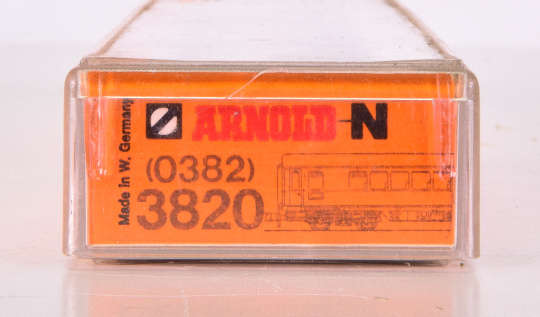 ARNOLD-N
(0382)
3820
Made in W. Germany